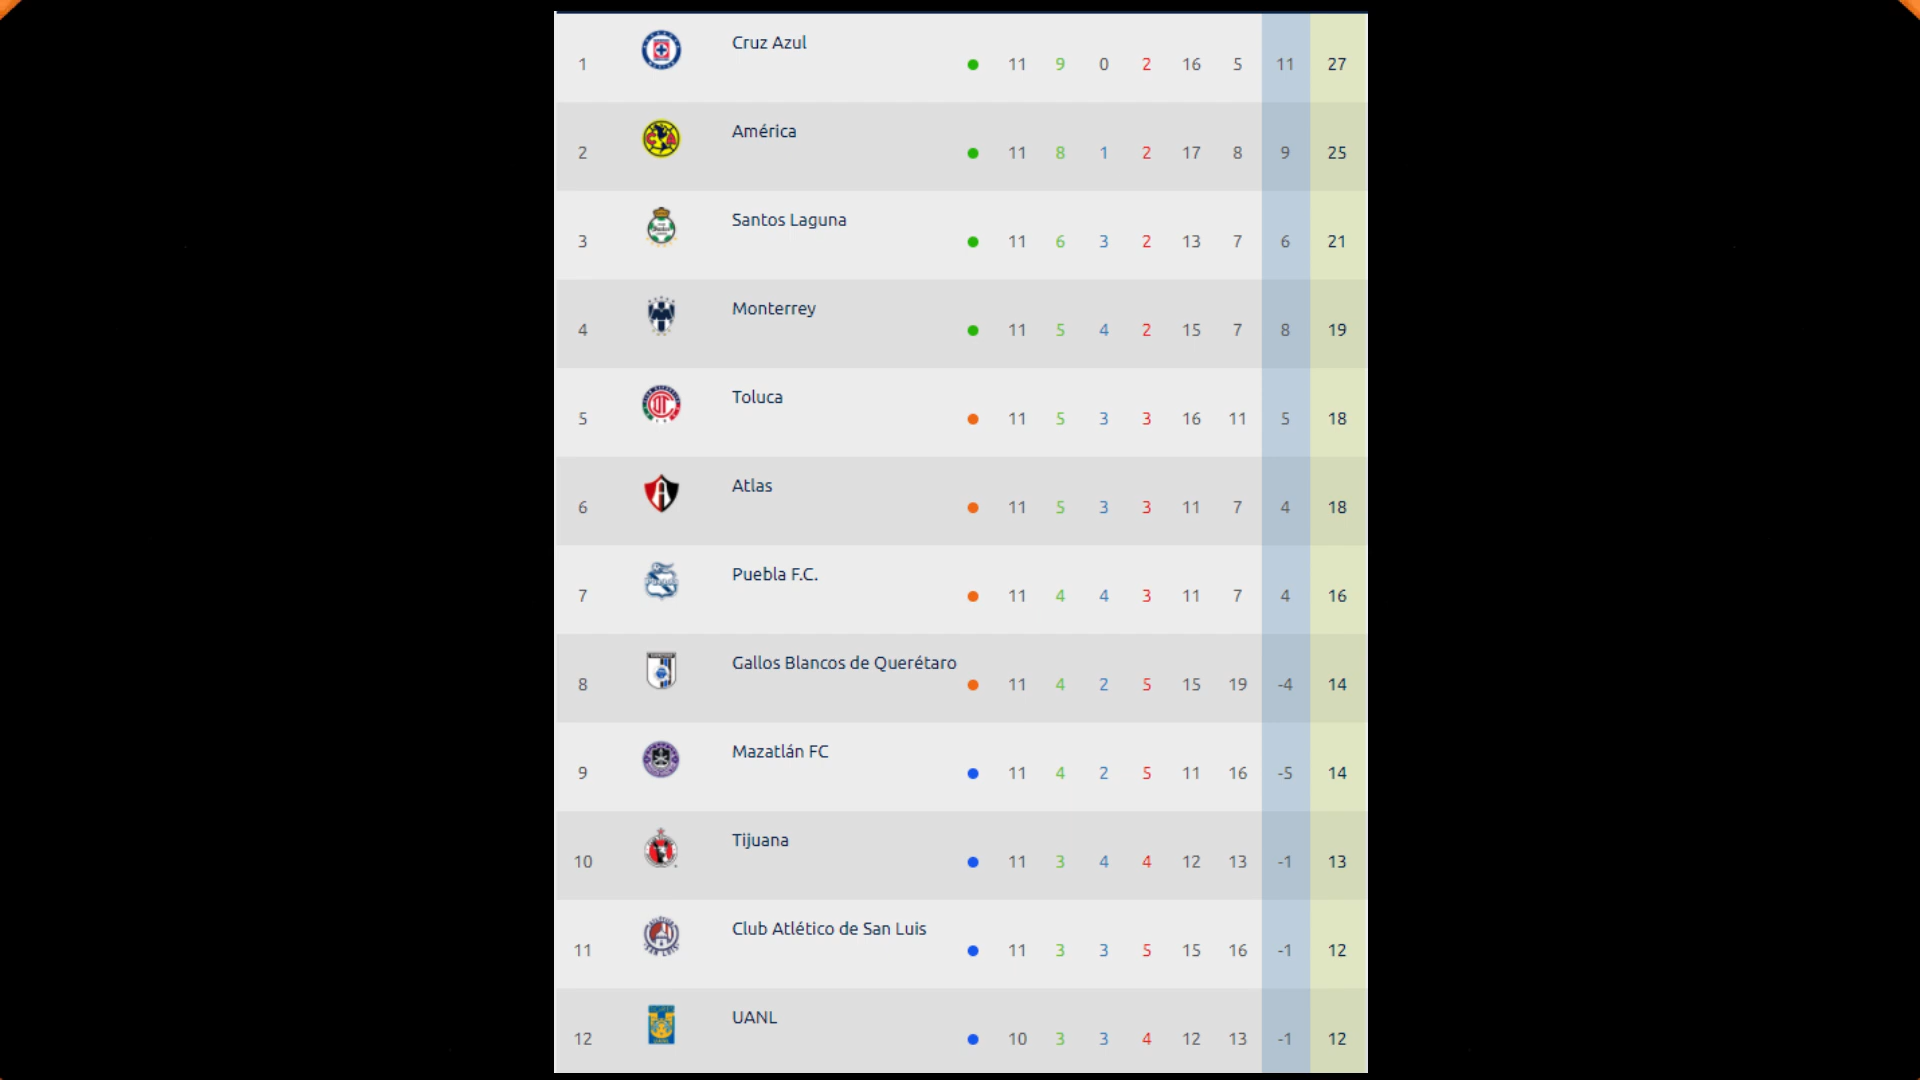 1 Cruz Azul 11 9 0 2 16 5 11 27
2 América 11 8 1 2 17 8 9 25
3 Santos Laguna 11 6 3 2 13 7 6 21
4 Monterrey 11 5 4 2 15 7 8 19
5 Toluca 11 5 3 3 16 11 5 18
6 Atlas 11 5 3 3 11 7 4 18
7 Puebla F.C. 11 4 4 3 11 7 4 16
8 Gallos Blancos de Querétaro 11 4 2 5 15 19 -4 14
9 Mazatlán FC 11 4 2 5 11 16 -5 14
10 Tijuana 11 3 4 4 12 13 -1 13
11 Club Atlético de San Luis 11 3 3 5 15 16 -1 12
12 UANL 10 3 3 4 12 13 -1 12